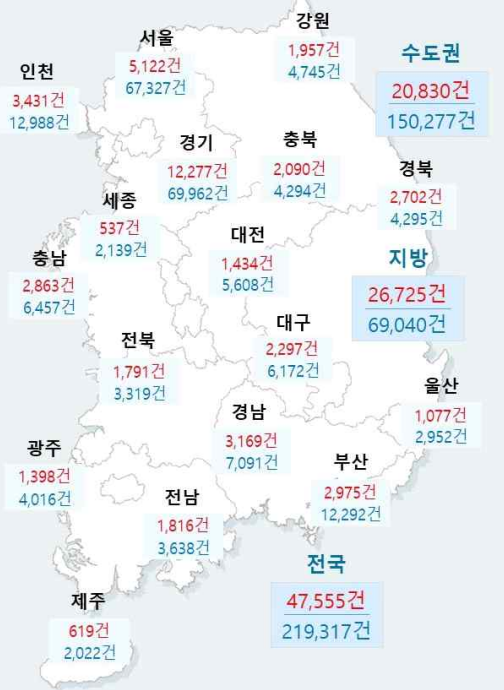 강원
1,957건
4,745건
서울
5,122건
67,327건
수도권
20,830건
150,277건
인천
3,431건
12,988건
경기
12,277건
69,962건
충북
2,090건
4,294건
경북
2,702건
4,295건
세종
537건
2,139건
대전
1,434건
5,608건
지방
26,725건
69,040건
충남
2,863건
6,457건
대구
2,297건
6,172건
전북
1,791건
3,319건
울산
1,077건
2,952건
경남
3,169건
7,091건
광주
1,398건
4,016건
부산
2,975건
12,292건
전남
1,816건
3,638건
전국
47,555건
219,317건
제주
619건
2,022건